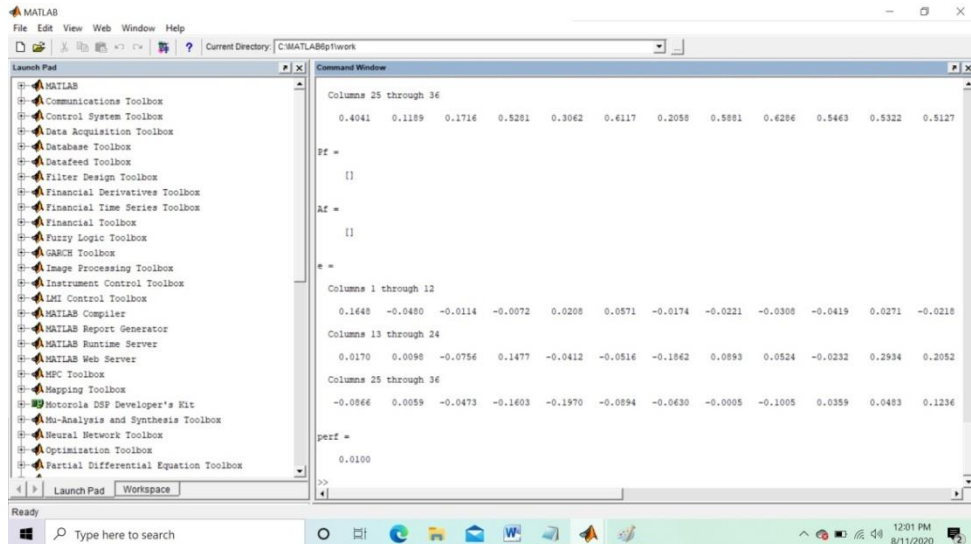 MATLAB
File Edit View Web Window Help
? Current Directory: C:\MATLAB6p1\work
Launch Pad
MATLAB
Communications Toolbox
Control System Toolbox
Data Acquisition Toolbox
Database Toolbox
Datafeed Toolbox
Filter Design Toolbox
Financial Derivatives Toolbox
Financial Time Series Toolbox
Financial Toolbox
Fuzzy Logic Toolbox
GARCH Toolbox
Image Processing Toolbox
Instrument Control Toolbox
LMI Control Toolbox
MATLAB Compiler
MATLAB Report Generator
MATLAB Runtime Server
MATLAB Web Server
MPC Toolbox
Mapping Toolbox
Motorola DSP Developer's Kit
Mu-Analysis and Synthesis Toolbox
Neural Network Toolbox
Optimization Toolbox
Partial Differential Equation Toolbox
Launch Pad Workspace
Command Window
Columns 25 through 36
0.4041 0.1189 0.1716 0.5281 0.3062 0.6117 0.2058 0.5881 0.6286 0.5463 0.5322 0.5127
Pf =
[]
Af =
[]
e =
Columns 1 through 12
0.1648 -0.0480 -0.0114 -0.0072 0.0208 0.0571 -0.0174 -0.0221 -0.0308 -0.0419 0.0271 -0.0218
Columns 13 through 24
0.0170 0.0098 -0.0756 0.1477 -0.0412 -0.0516 -0.1862 0.0893 0.0524 -0.0232 0.2934 0.2052
Columns 25 through 36
-0.0866 0.0059 -0.0473 -0.1603 -0.1970 -0.0894 -0.0630 -0.0005 -0.1005 0.0359 0.0483 0.1236
perf =
0.0100
>>
Ready
Type here to search
12:01 PM
8/11/2020